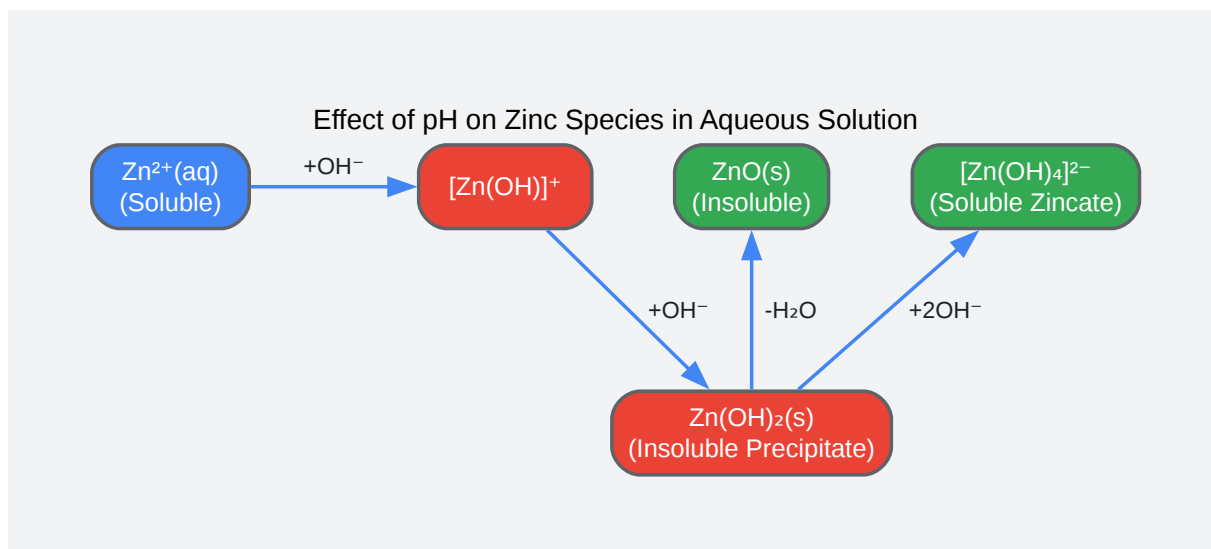 Effect of pH on Zinc Species in Aqueous Solution
Zn²⁺(aq)
(Soluble)
+OH⁻
[Zn(OH)]⁺
ZnO(s)
(Insoluble)
[Zn(OH)₄]²⁻
(Soluble Zincate)
+OH⁻
-H₂O
+2OH⁻
Zn(OH)₂(s)
(Insoluble Precipitate)